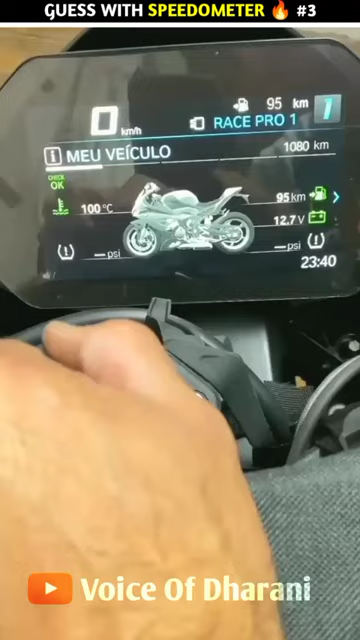 GUESS WITH SPEEDOMETER 🔥 #3
95 km
0 km/h
RACE PRO 1
1
i MEU VEÍCULO 1080 km
CHECK
OK
95 km
100 °C
12.7 V
--psi
--psi
23:40
Voice Of Dharani